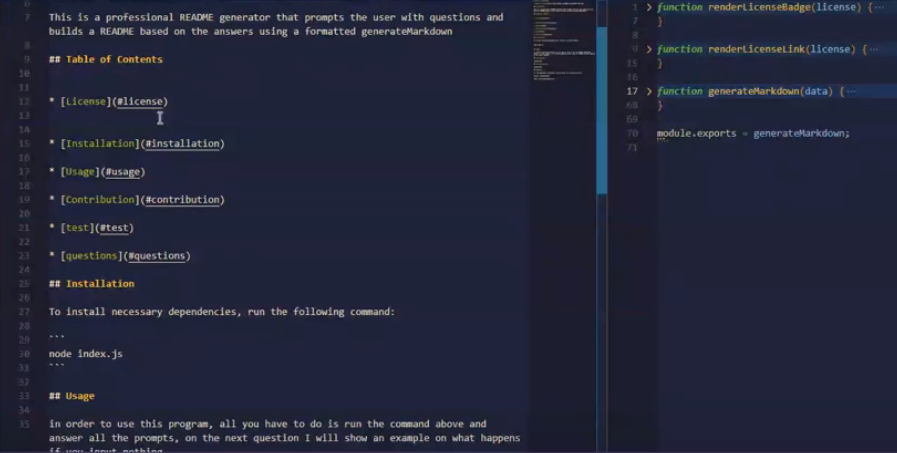 6
7 This is a professional README generator that prompts the user with questions and
builds a README based on the answers using a formatted generateMarkdown
8
9 ## Table of Contents
10
11
12 * [License](#license)
13
14
15 * [Installation](#installation)
16
17 * [Usage](#usage)
18
19 * [Contribution](#contribution)
20
21 * [test](#test)
22
23 * [questions](#questions)
24
25 ## Installation
26
27 To install necessary dependencies, run the following command:
28
29 ```
30 node index.js
31 ```
32
33 ## Usage
34
35 in order to use this program, all you have to do is run the command above and
answer all the prompts, on the next question I will show an example on what happens
if you input nothing
1 > function renderLicenseBadge(license) {…
7 }
8
9 > function renderLicenseLink(license) {…
15 }
16
17 > function generateMarkdown(data) {…
68 }
69
70 module.exports = generateMarkdown;
71